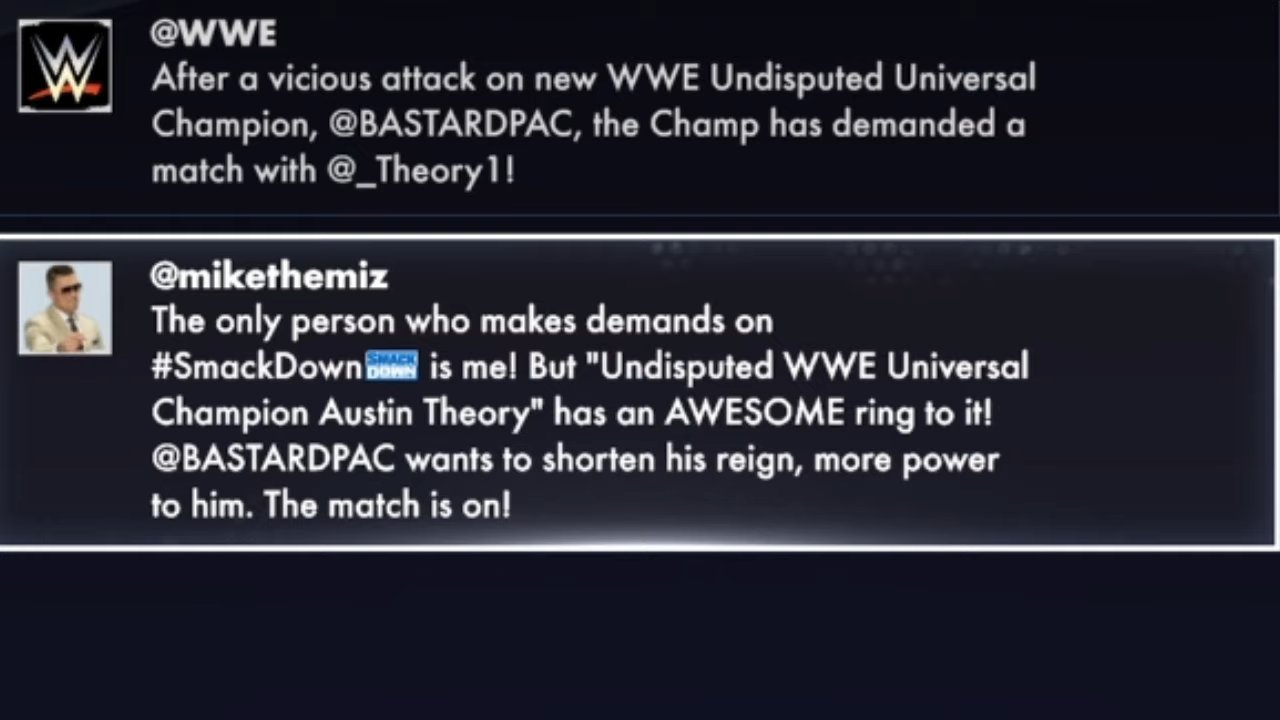 @WWE
After a vicious attack on new WWE Undisputed Universal
Champion, @BASTARDPAC, the Champ has demanded a
match with @_Theory1!
@mikethemiz
The only person who makes demands on
#SmackDown SMACK DOWN is me! But "Undisputed WWE Universal
Champion Austin Theory" has an AWESOME ring to it!
@BASTARDPAC wants to shorten his reign, more power
to him. The match is on!